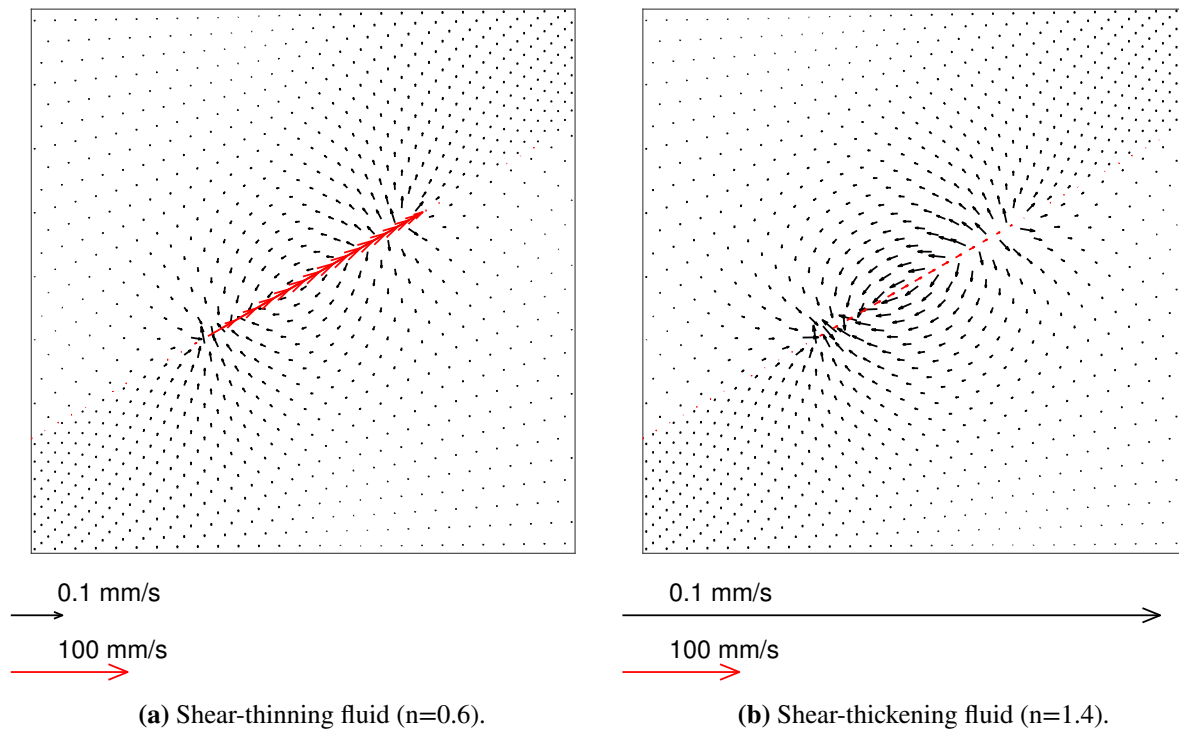 0.1 mm/s
100 mm/s
(a) Shear-thinning fluid (n=0.6).
0.1 mm/s
100 mm/s
(b) Shear-thickening fluid (n=1.4).